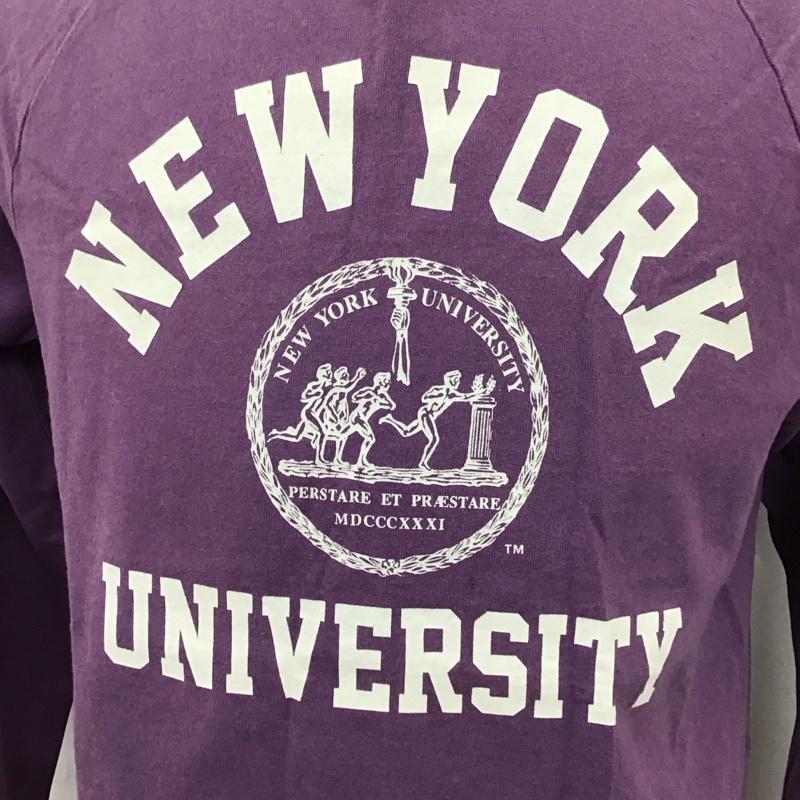 NEW YORK
NEW YORK UNIVERSITY
PERSTARE ET PRÆSTARE
MDCCCXXXI
TM
UNIVERSITY